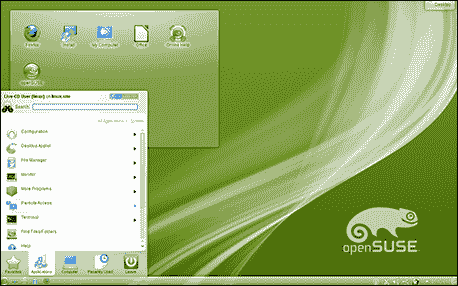 Desktop
Firefox
Install
My Computer
Office
Online Help
openSUSE
Live-CD User (linux) on linux.site
Search:
Configuration
Desktop Applet
File Manager
Monitor
More Programs
Remote Access
Terminal
Find Files/Folders
Help
Favorites
Applications
Computer
Recently Used
Leave
openSUSE